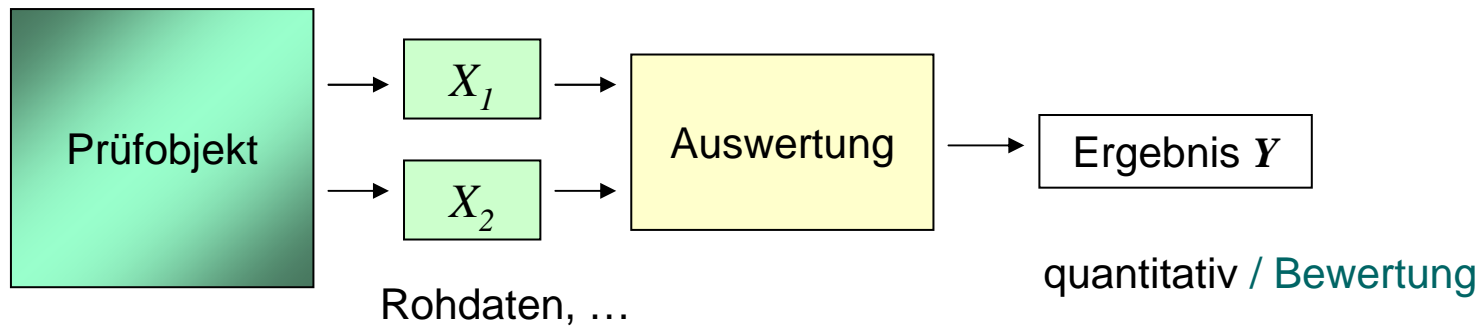 Prüfobjekt
X1
X2
Rohdaten, …
Auswertung
Ergebnis Y
quantitativ / Bewertung